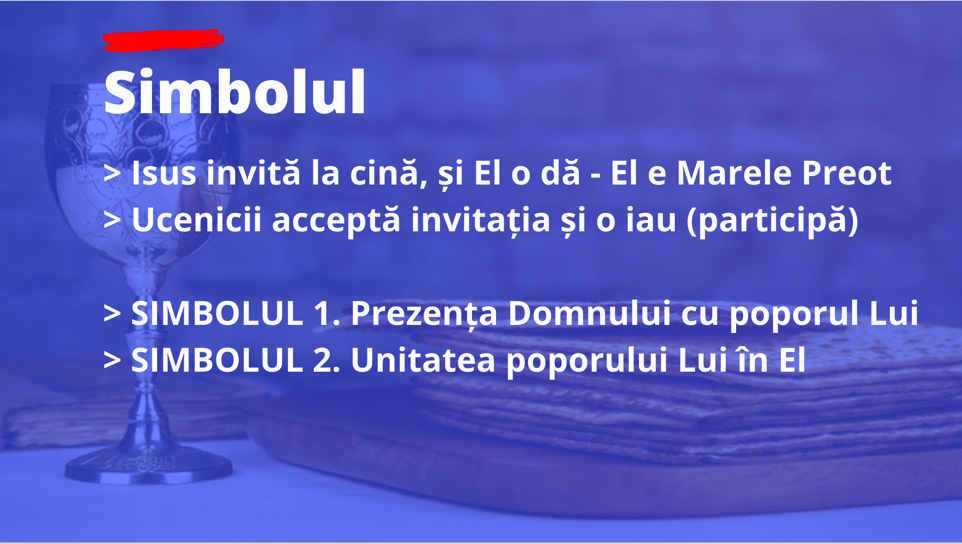 Simbolul
> Isus invită la cină, și El o dă - El e Marele Preot
> Ucenicii acceptă invitația și o iau (participă)
> SIMBOLUL 1. Prezența Domnului cu poporul Lui
> SIMBOLUL 2. Unitatea poporului Lui în El